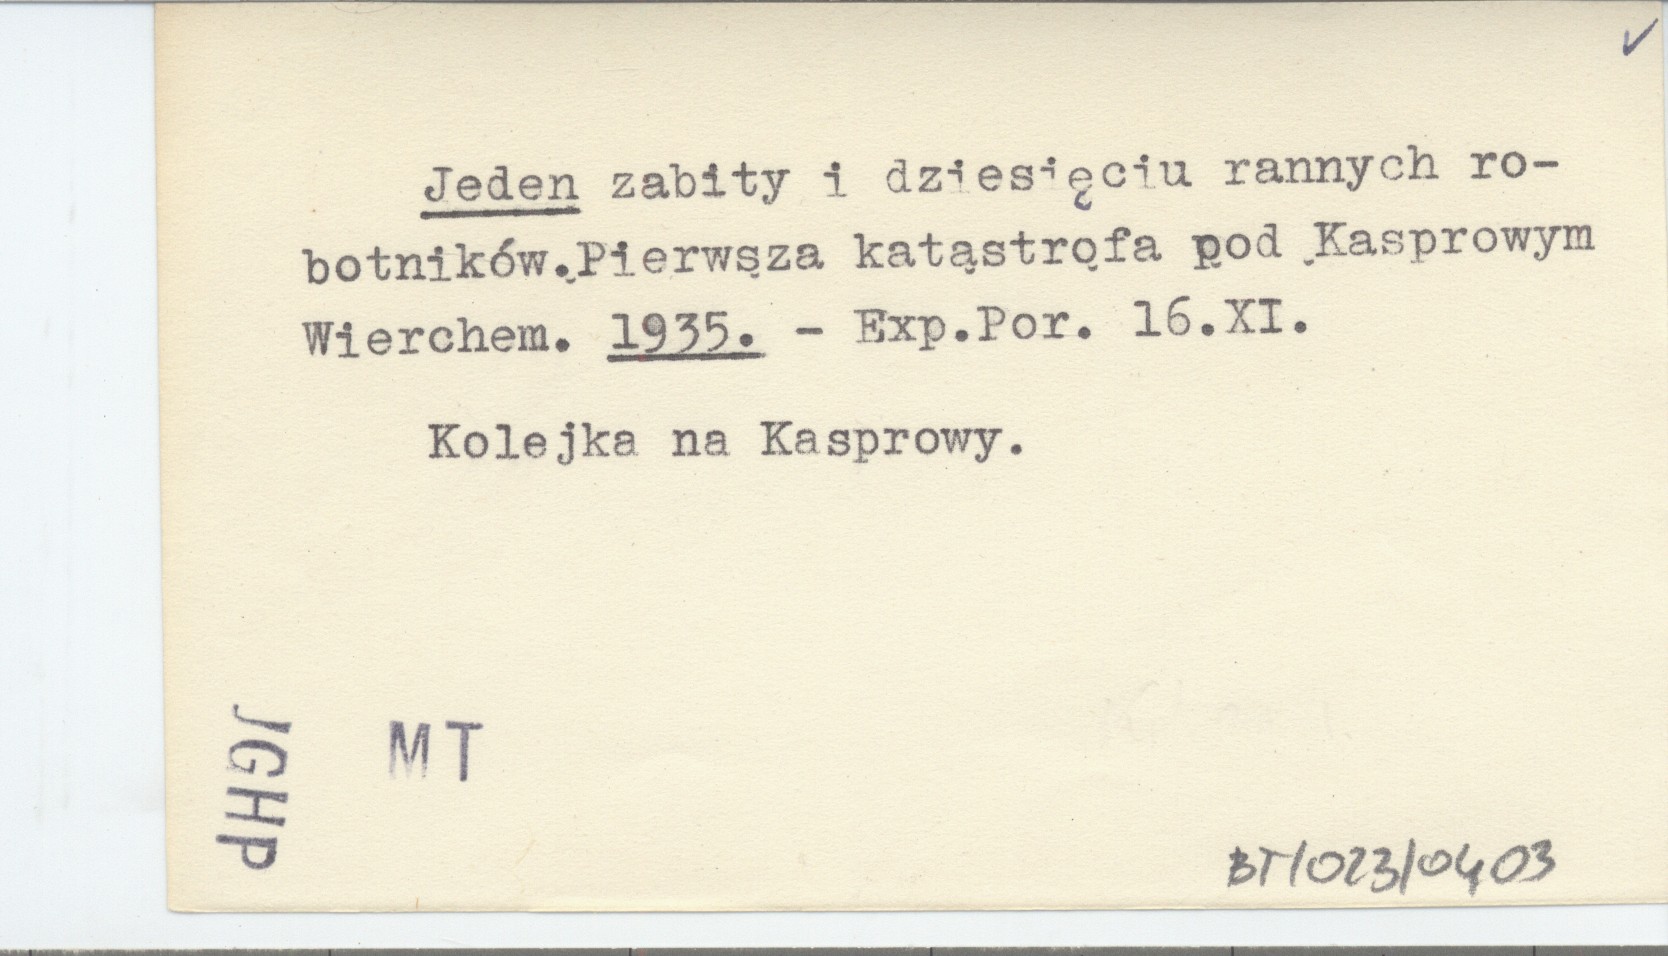 ✓
Jeden zabity i dziesięciu rannych ro-
botników.Pierwsza katastrofa pod Kasprowym
Wierchem. 1935. - Exp.Por. 16.XI.
Kolejka na Kasprowy.
JGHP
MT
BT/023/0403